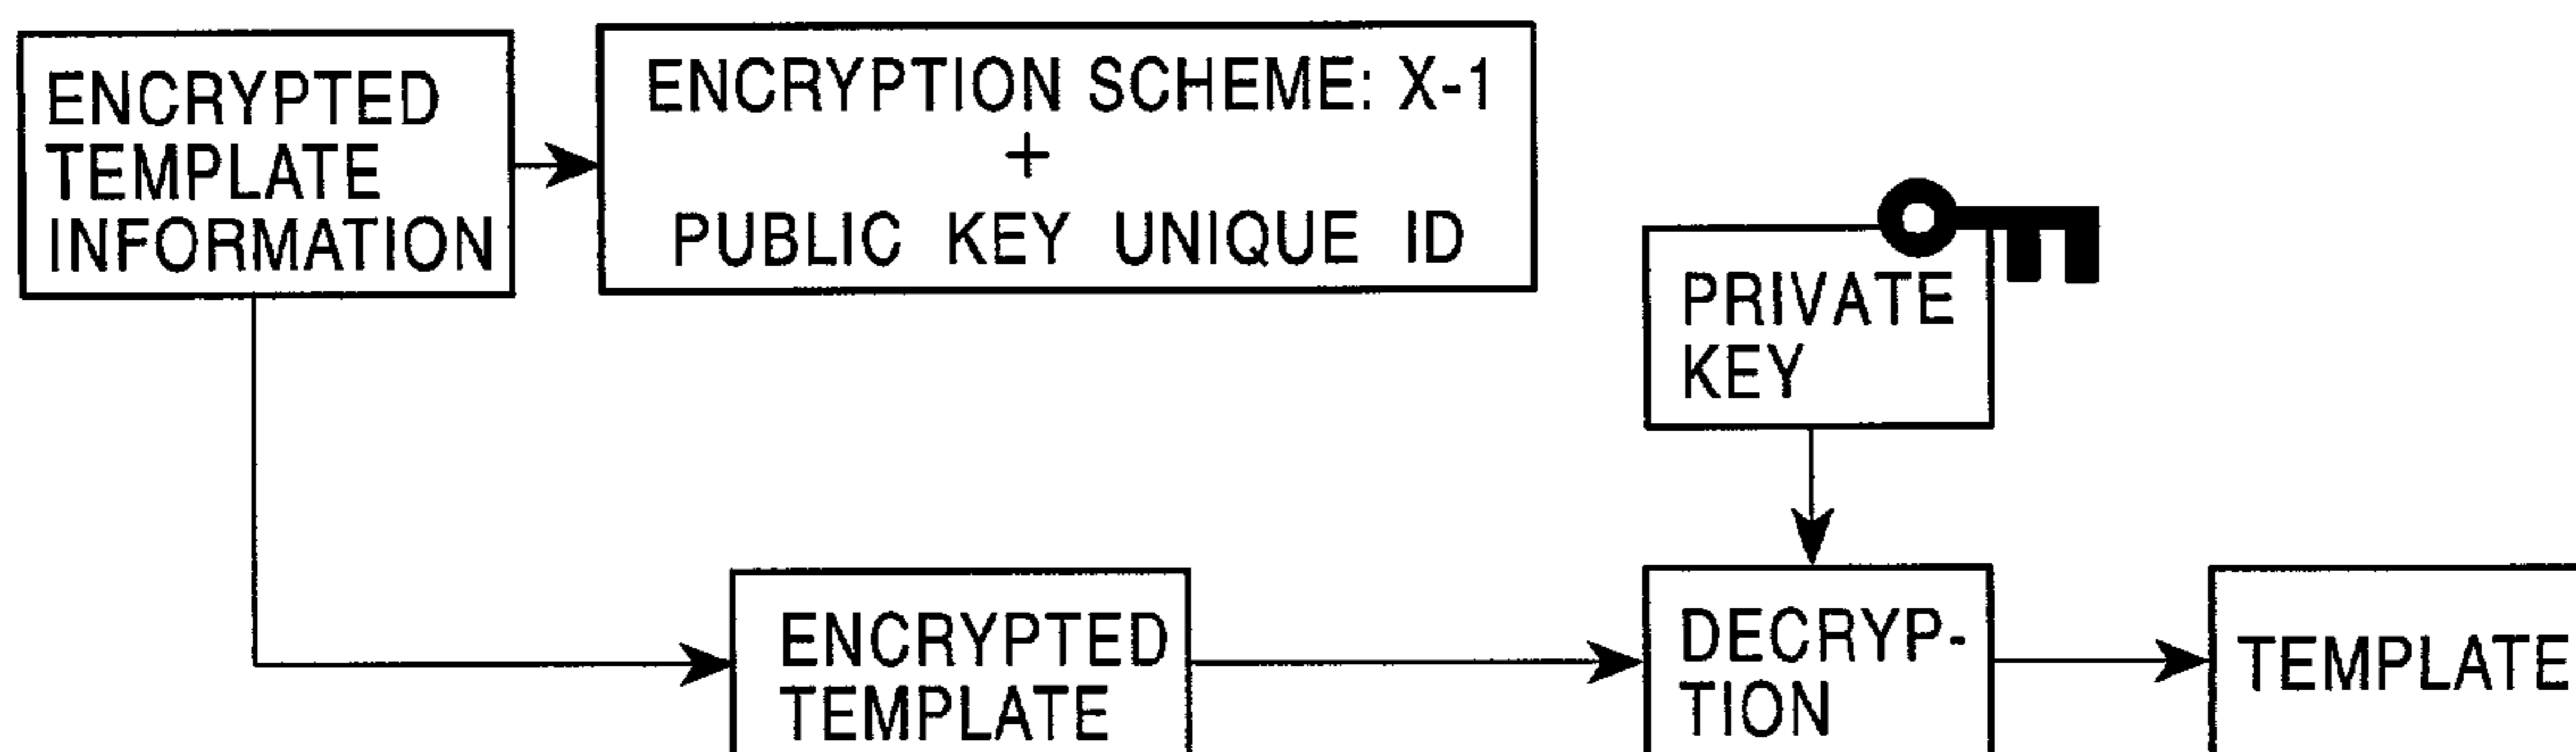 ENCRYPTED
TEMPLATE
INFORMATION
ENCRYPTION SCHEME: X-1
+
PUBLIC KEY UNIQUE ID
PRIVATE
KEY
ENCRYPTED
TEMPLATE
DECRYP-
TION
TEMPLATE